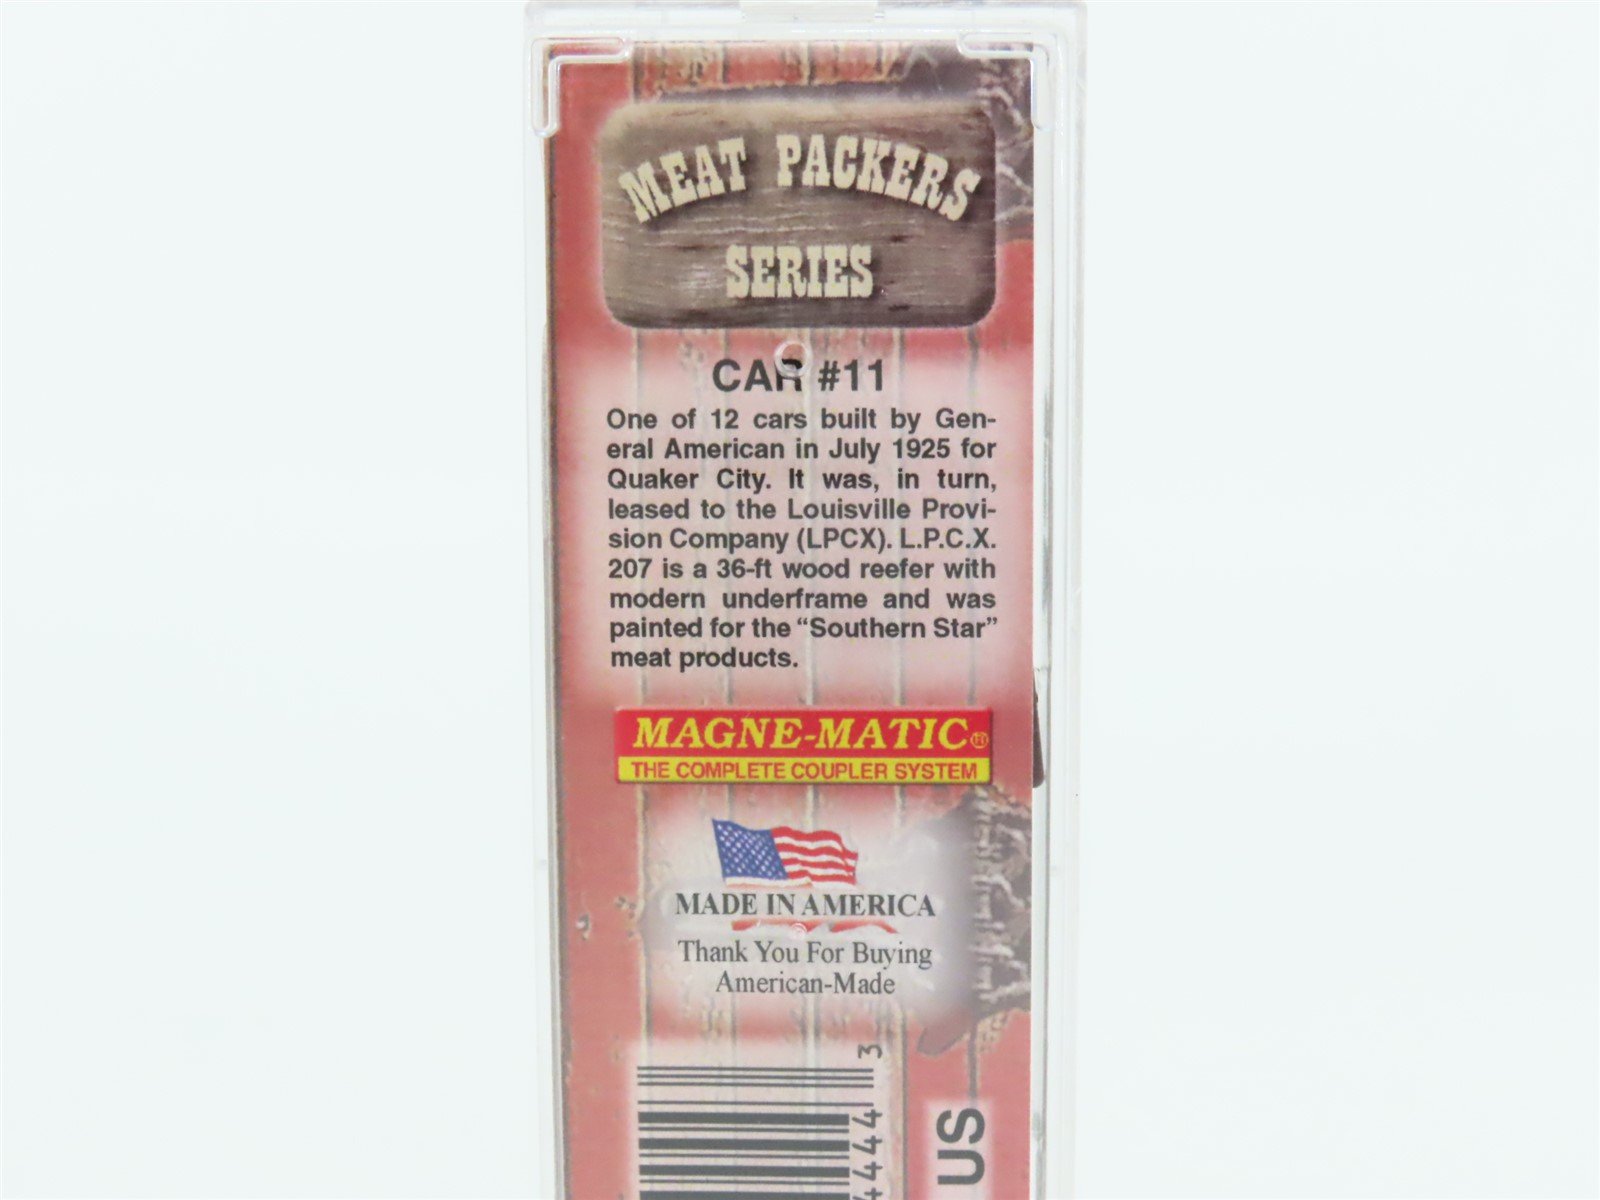 MEAT PACKERS
SERIES
CAR #11
One of 12 cars built by Gen-
eral American in July 1925 for
Quaker City. It was, in turn,
leased to the Louisville Provi-
sion Company (LPCX). L.P.C.X.
207 is a 36-ft wood reefer with
modern underframe and was
painted for the “Southern Star”
meat products.
MAGNE-MATIC®
THE COMPLETE COUPLER SYSTEM
MADE IN AMERICA
Thank You For Buying
American-Made
3
444
US